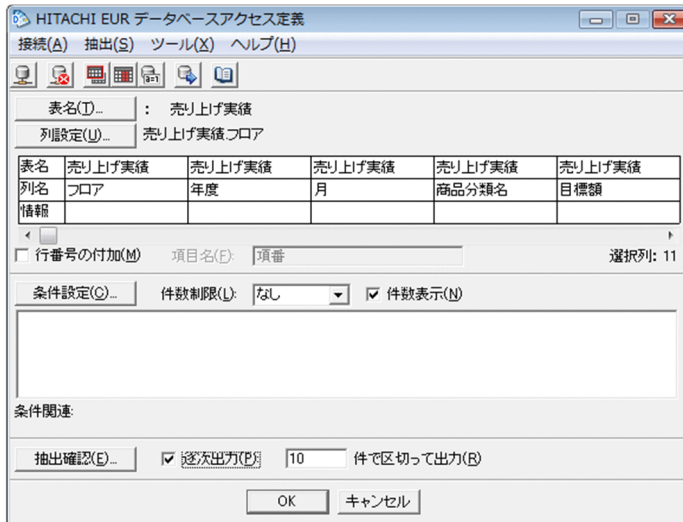 HITACHI EUR データベースアクセス定義
接続(A) 抽出(S) ツール(X) ヘルプ(H)
a=1
表名(T)... : 売り上げ実績
列設定(U)... 売り上げ実績.フロア
表名 売り上げ実績 売り上げ実績 売り上げ実績 売り上げ実績 売り上げ実績
列名 フロア 年度 月 商品分類名 目標額
情報
行番号の付加(M) 項目名(F): 項番 選択列: 11
条件設定(C)... 件数制限(L): なし 件数表示(N)
条件関連:
抽出確認(E)... 逐次出力(P): 10 件で区切って出力(R)
OK キャンセル